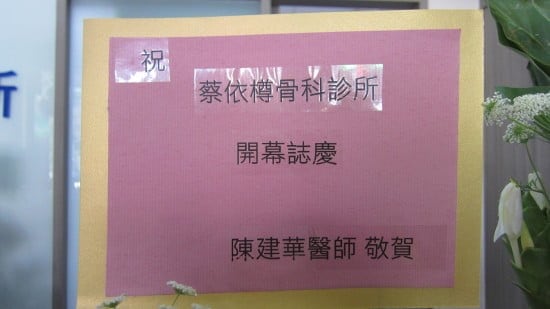 祝
蔡依樽骨科診所
開幕誌慶
陳建華醫師 敬賀
所